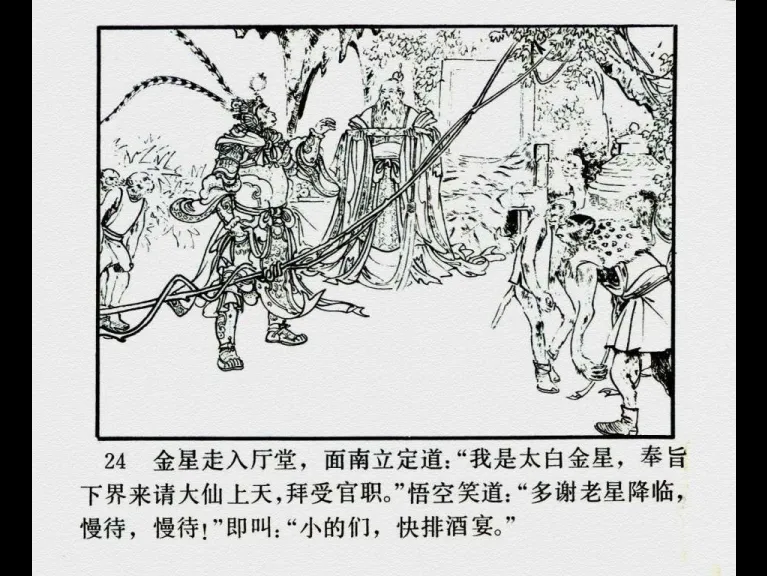 24 金星走入厅堂，面南立定道：“我是太白金星，奉旨
下界来请大仙上天，拜受官职。”悟空笑道：“多谢老星降临，
慢待，慢待！”即叫：“小的们，快排酒宴。”